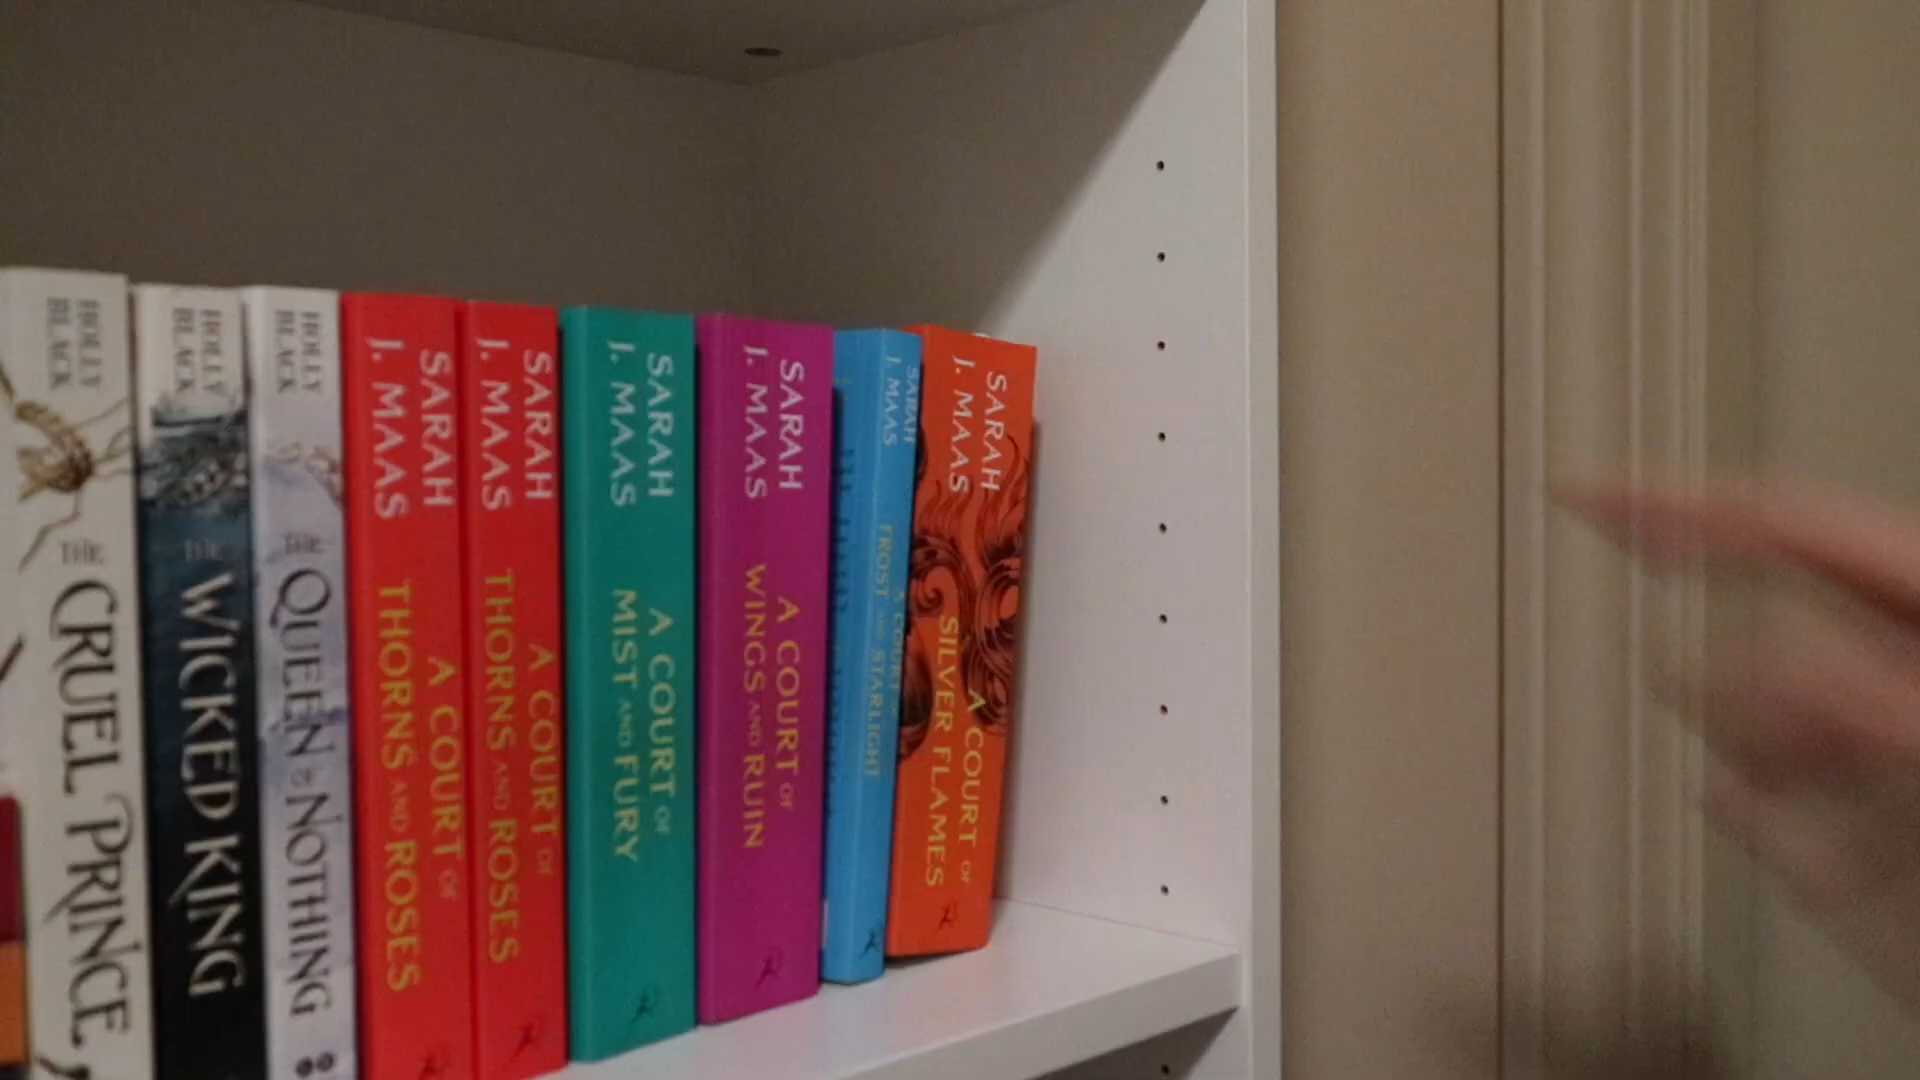 HOLLY
BLACK
THE
CRUEL PRINCE
HOLLY
BLACK
THE
WICKED KING
HOLLY
BLACK
THE
QUEEN OF NOTHING
SARAH
J. MAAS
A COURT OF
THORNS AND ROSES
SARAH
J. MAAS
A COURT OF
THORNS AND ROSES
SARAH
J. MAAS
A COURT OF
MIST AND FURY
SARAH
J. MAAS
A COURT OF
WINGS AND RUIN
SARAH
J. MAAS
A COURT OF
FROST AND STARLIGHT
SARAH
J. MAAS
A COURT OF
SILVER FLAMES